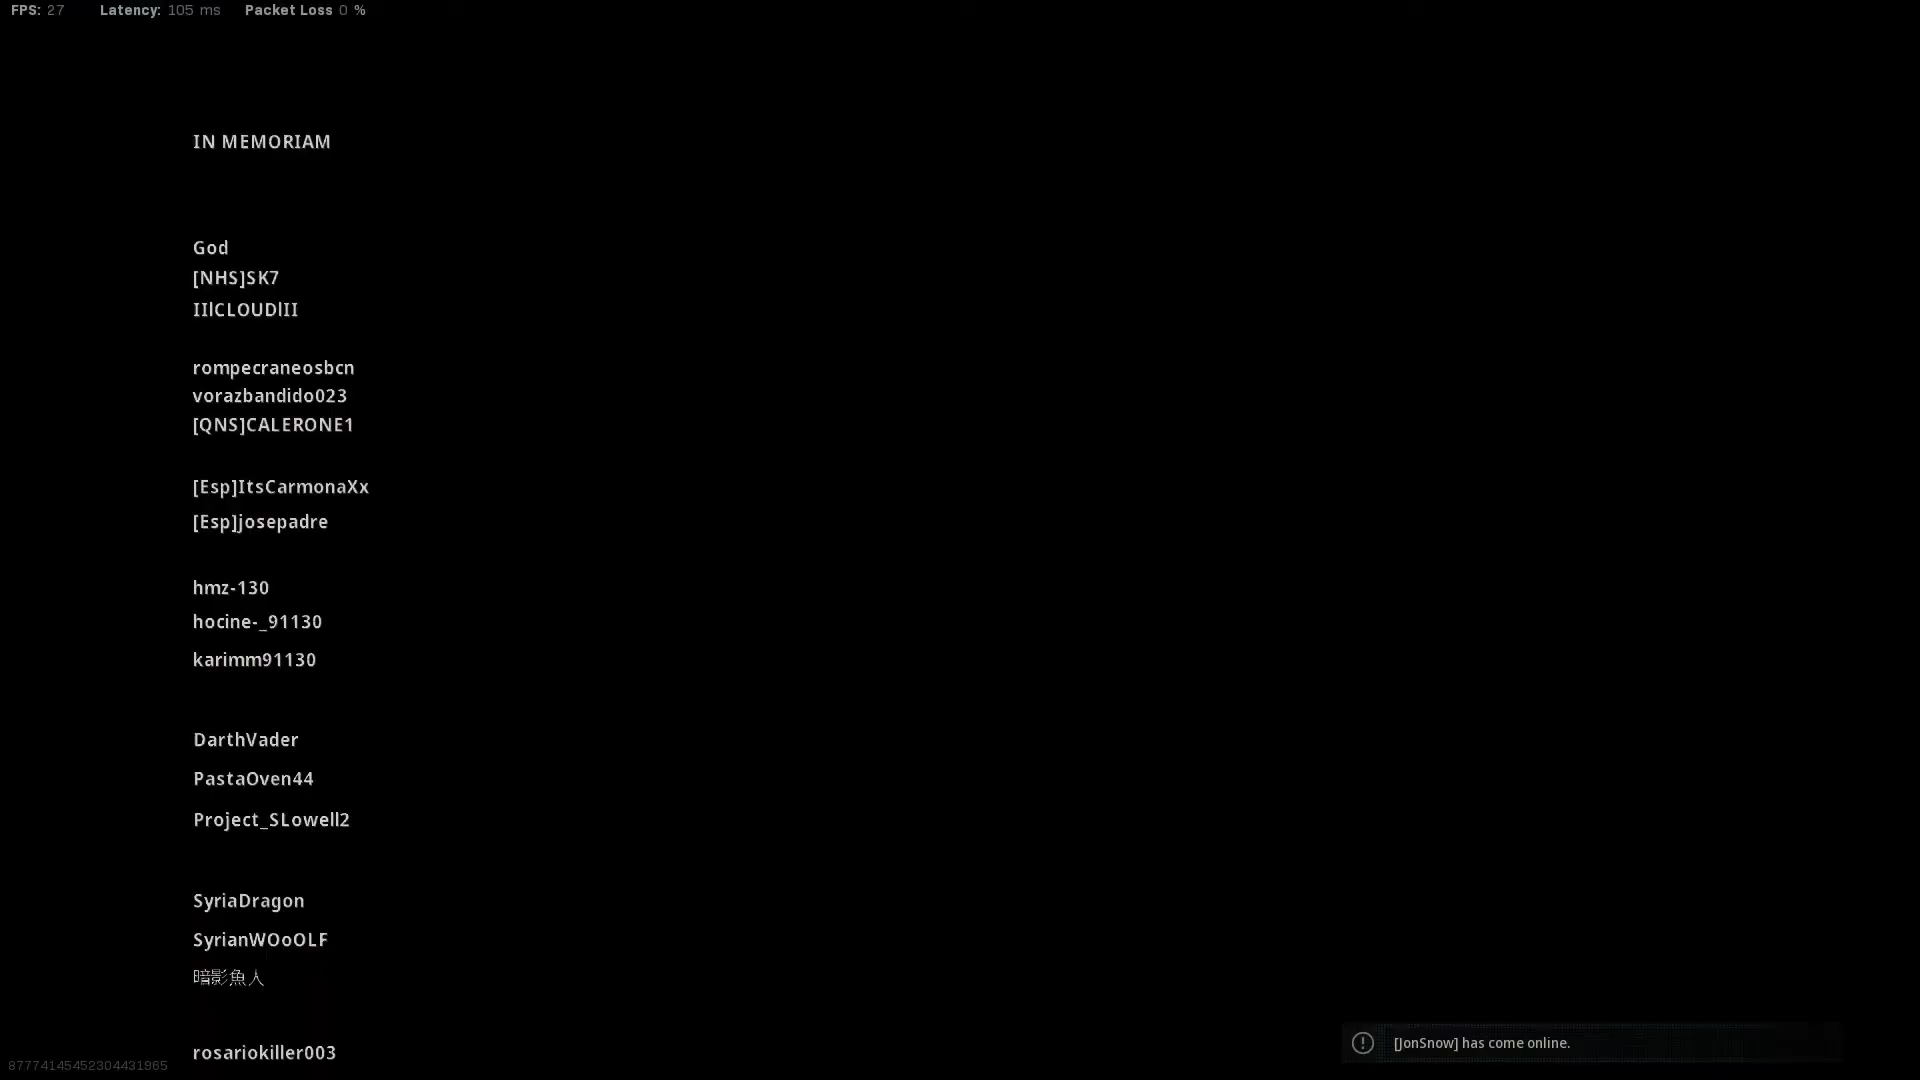 FPS: 27 Latency: 105 ms Packet Loss 0 %
IN MEMORIAM
God
[NHS]SK7
IIlCLOUDlII
rompecraneosbcn
vorazbandido023
[QNS]CALERONE1
[Esp]ItsCarmonaXx
[Esp]josepadre
hmz-130
hocine-_91130
karimm91130
DarthVader
PastaOven44
Project_SLowell2
SyriaDragon
SyrianWOoOLF
暗影魚人
rosariokiller003
[JonSnow] has come online.
87774145452304431965